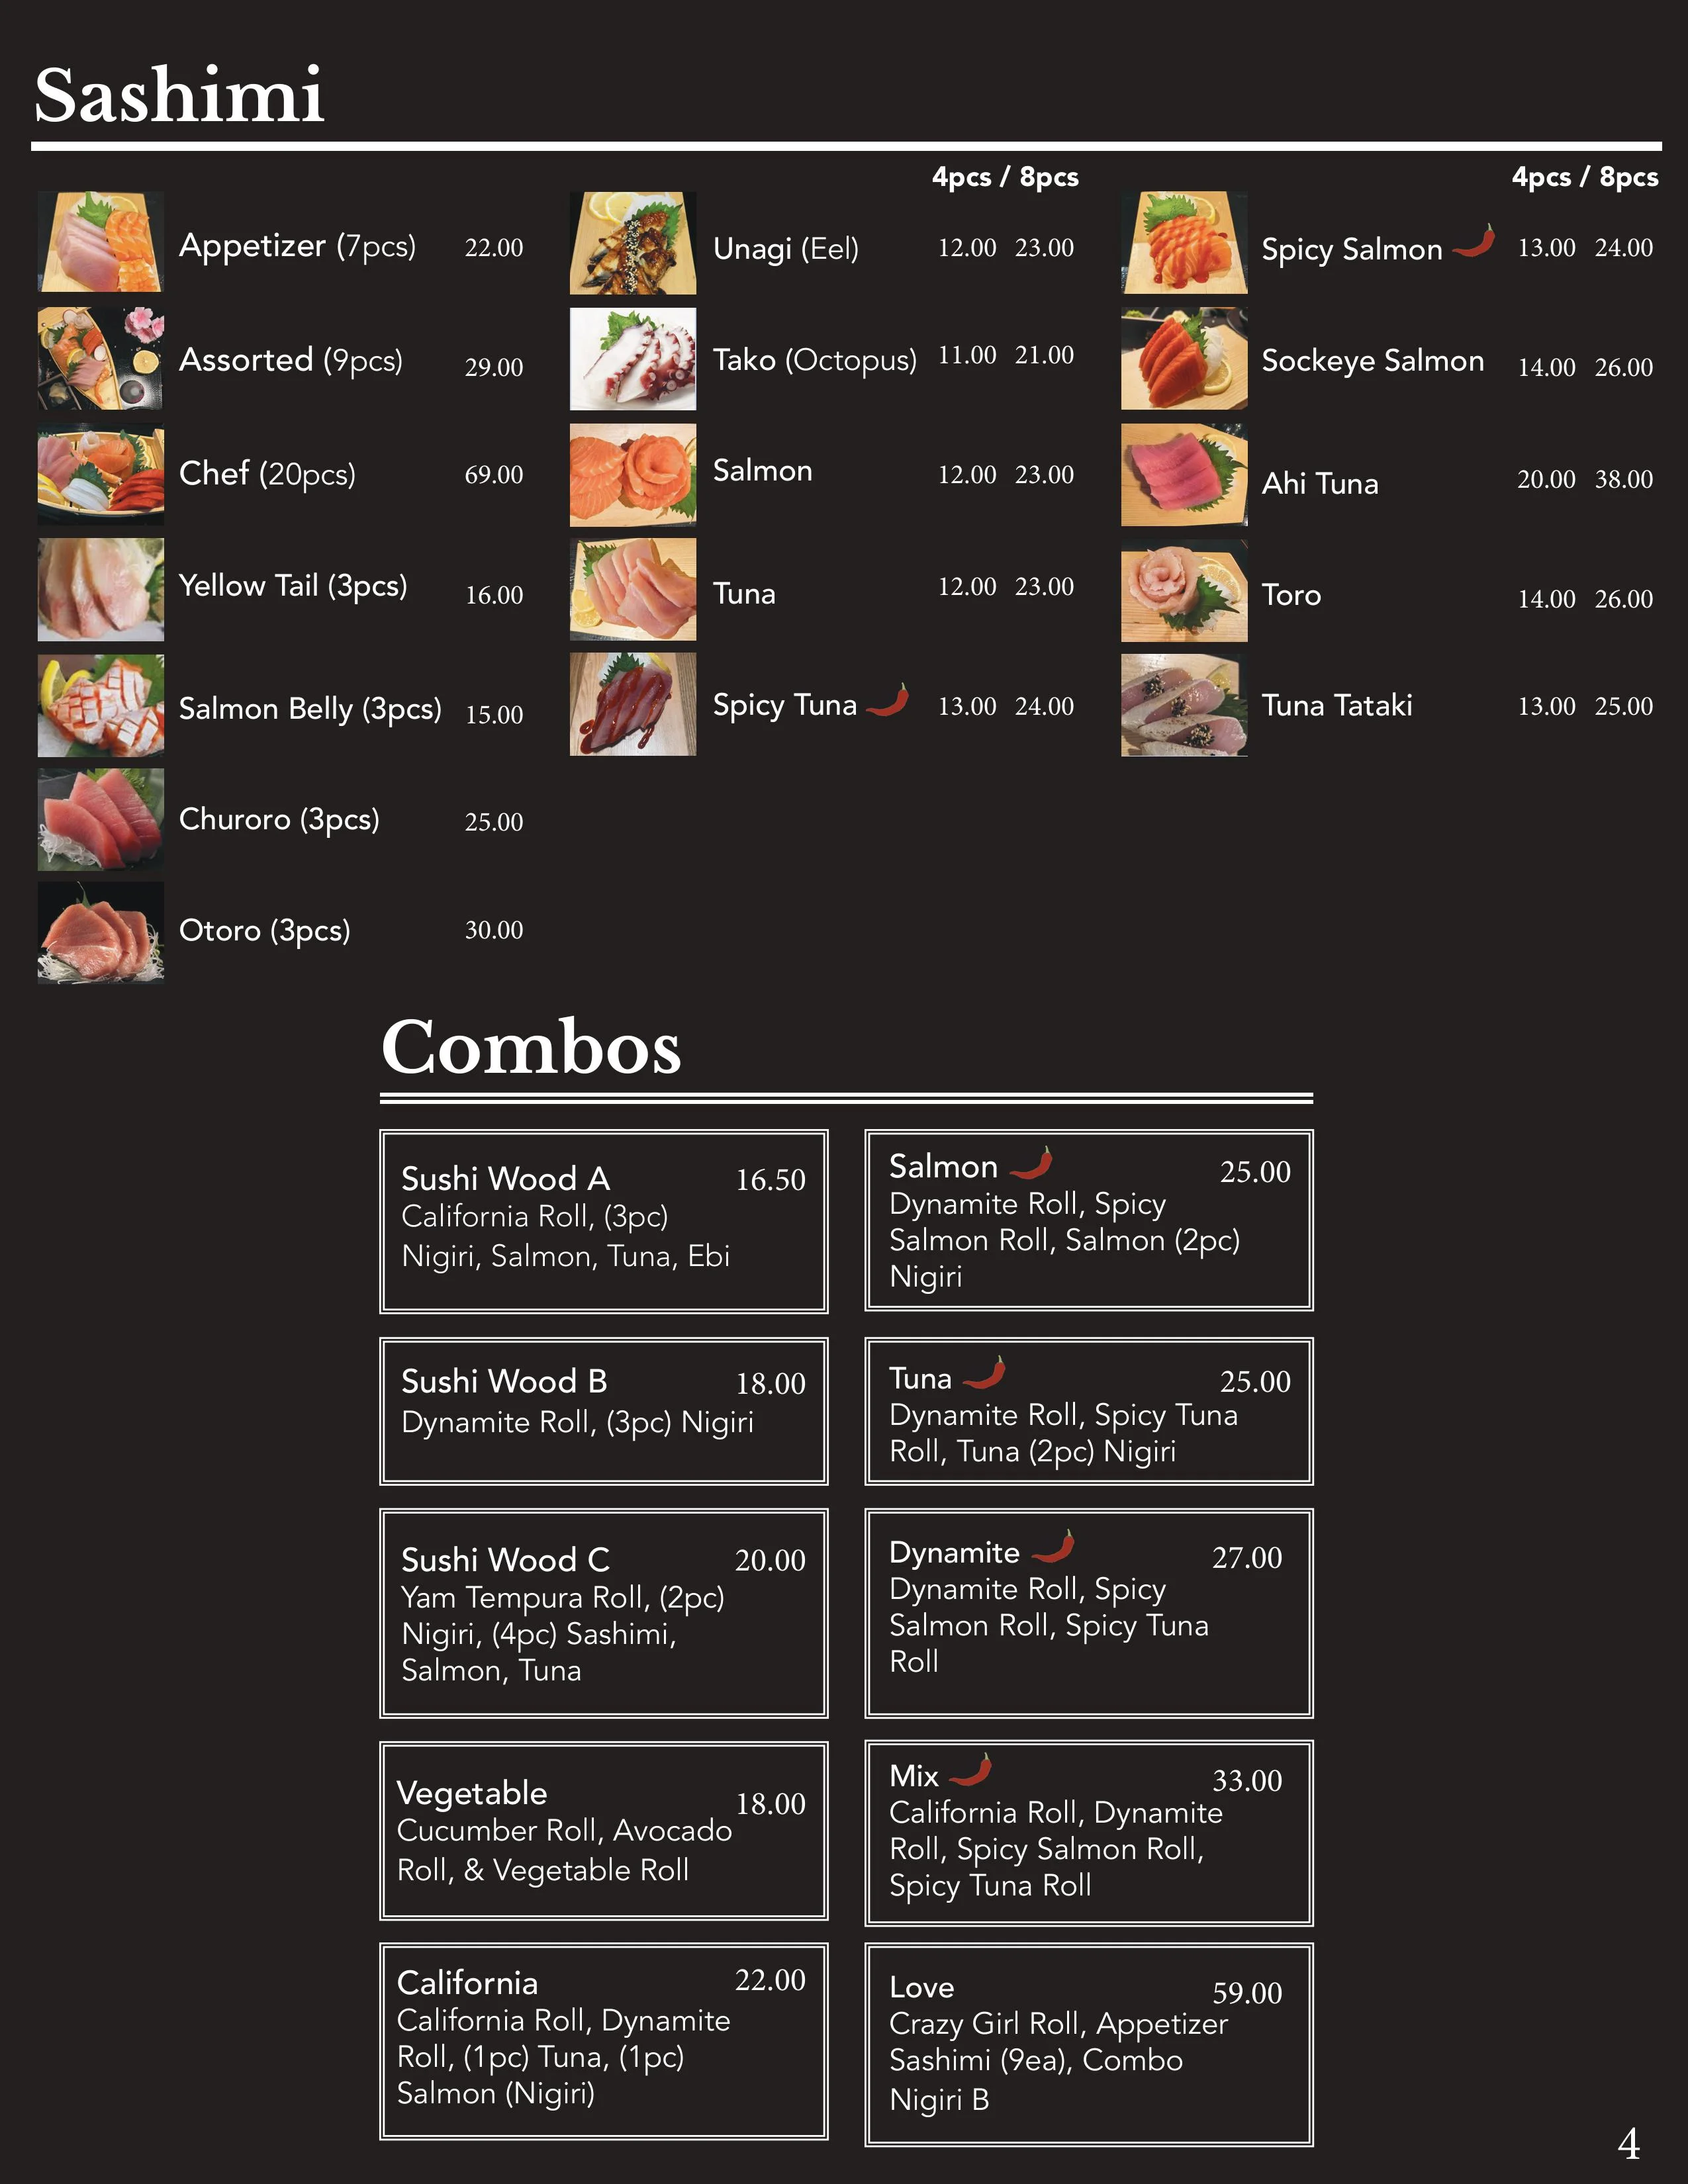 Sashimi
Appetizer (7pcs) 22.00
Assorted (9pcs) 29.00
Chef (20pcs) 69.00
Yellow Tail (3pcs) 16.00
Salmon Belly (3pcs) 15.00
Churoro (3pcs) 25.00
Otoro (3pcs) 30.00
4pcs / 8pcs
Unagi (Eel) 12.00 23.00
Tako (Octopus) 11.00 21.00
Salmon 12.00 23.00
Tuna 12.00 23.00
Spicy Tuna 13.00 24.00
4pcs / 8pcs
Spicy Salmon 13.00 24.00
Sockeye Salmon 14.00 26.00
Ahi Tuna 20.00 38.00
Toro 14.00 26.00
Tuna Tataki 13.00 25.00
Combos
Sushi Wood A 16.50
California Roll, (3pc)
Nigiri, Salmon, Tuna, Ebi
Sushi Wood B 18.00
Dynamite Roll, (3pc) Nigiri
Sushi Wood C 20.00
Yam Tempura Roll, (2pc)
Nigiri, (4pc) Sashimi,
Salmon, Tuna
Vegetable 18.00
Cucumber Roll, Avocado
Roll, & Vegetable Roll
California 22.00
California Roll, Dynamite
Roll, (1pc) Tuna, (1pc)
Salmon (Nigiri)
Salmon 25.00
Dynamite Roll, Spicy
Salmon Roll, Salmon (2pc)
Nigiri
Tuna 25.00
Dynamite Roll, Spicy Tuna
Roll, Tuna (2pc) Nigiri
Dynamite 27.00
Dynamite Roll, Spicy
Salmon Roll, Spicy Tuna
Roll
Mix 33.00
California Roll, Dynamite
Roll, Spicy Salmon Roll,
Spicy Tuna Roll
Love 59.00
Crazy Girl Roll, Appetizer
Sashimi (9ea), Combo
Nigiri B
4